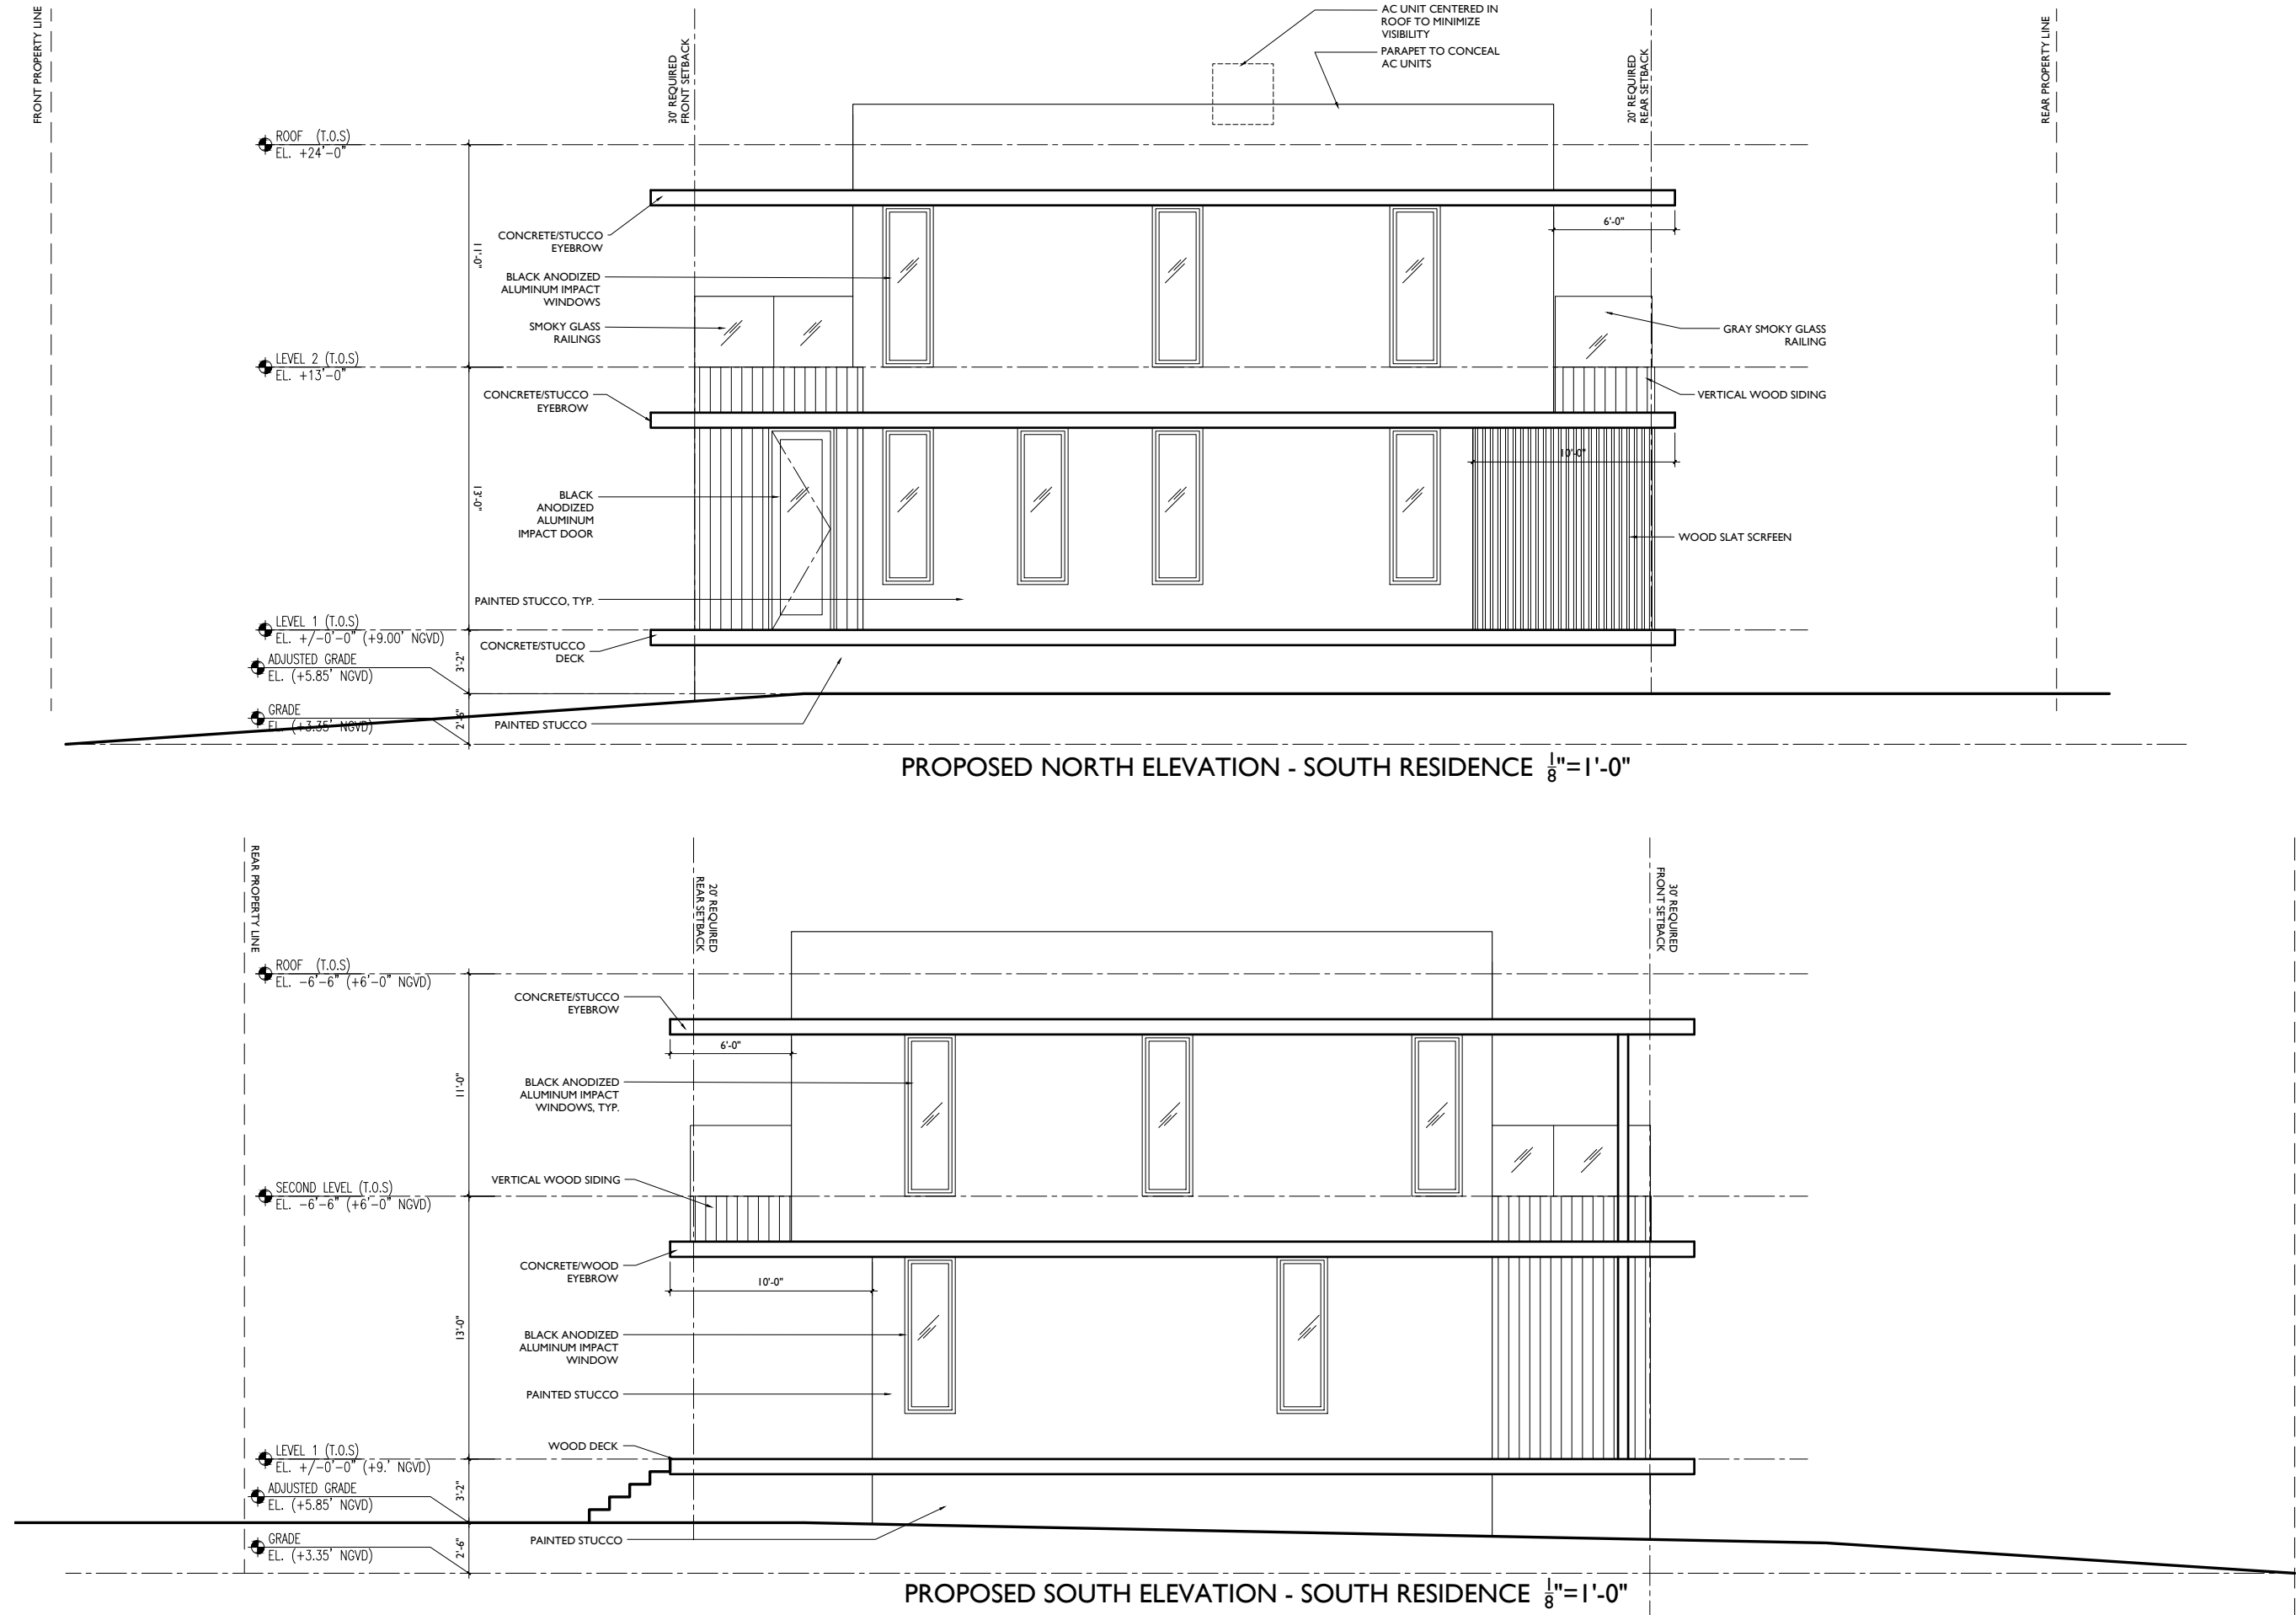 FRONT PROPERTY LINE
30' REQUIRED
FRONT SETBACK
AC UNIT CENTERED IN
ROOF TO MINIMIZE
VISIBILITY
PARAPET TO CONCEAL
AC UNITS
20' REQUIRED
REAR SETBACK
REAR PROPERTY LINE
ROOF (T.O.S)
EL. +24'-0"
CONCRETE/STUCCO
EYEBROW
6'-0"
11'-0"
BLACK ANODIZED
ALUMINUM IMPACT
WINDOWS
SMOKY GLASS
RAILINGS
GRAY SMOKY GLASS
RAILING
LEVEL 2 (T.O.S)
EL. +13'-0"
CONCRETE/STUCCO
EYEBROW
VERTICAL WOOD SIDING
10'-0"
13'-0"
BLACK
ANODIZED
ALUMINUM
IMPACT DOOR
WOOD SLAT SCRFEEN
PAINTED STUCCO, TYP.
LEVEL 1 (T.O.S)
EL. +/-0'-0" (+9.00' NGVD)
CONCRETE/STUCCO
DECK
ADJUSTED GRADE
EL. (+5.85' NGVD)
3'-2"
GRADE
EL. (+3.35' NGVD)
2'-6"
PAINTED STUCCO
PROPOSED NORTH ELEVATION - SOUTH RESIDENCE 1/8"=1'-0"
REAR PROPERTY LINE
20' REQUIRED
REAR SETBACK
30' REQUIRED
FRONT SETBACK
ROOF (T.O.S)
EL. -6'-6" (+6'-0" NGVD)
CONCRETE/STUCCO
EYEBROW
6'-0"
11'-0"
BLACK ANODIZED
ALUMINUM IMPACT
WINDOWS, TYP.
VERTICAL WOOD SIDING
SECOND LEVEL (T.O.S)
EL. -6'-6" (+6'-0" NGVD)
CONCRETE/WOOD
EYEBROW
10'-0"
13'-0"
BLACK ANODIZED
ALUMINUM IMPACT
WINDOW
PAINTED STUCCO
WOOD DECK
LEVEL 1 (T.O.S)
EL. +/-0'-0" (+9.' NGVD)
ADJUSTED GRADE
EL. (+5.85' NGVD)
3'-2"
GRADE
EL. (+3.35' NGVD)
2'-6"
PAINTED STUCCO
PROPOSED SOUTH ELEVATION - SOUTH RESIDENCE 1/8"=1'-0"